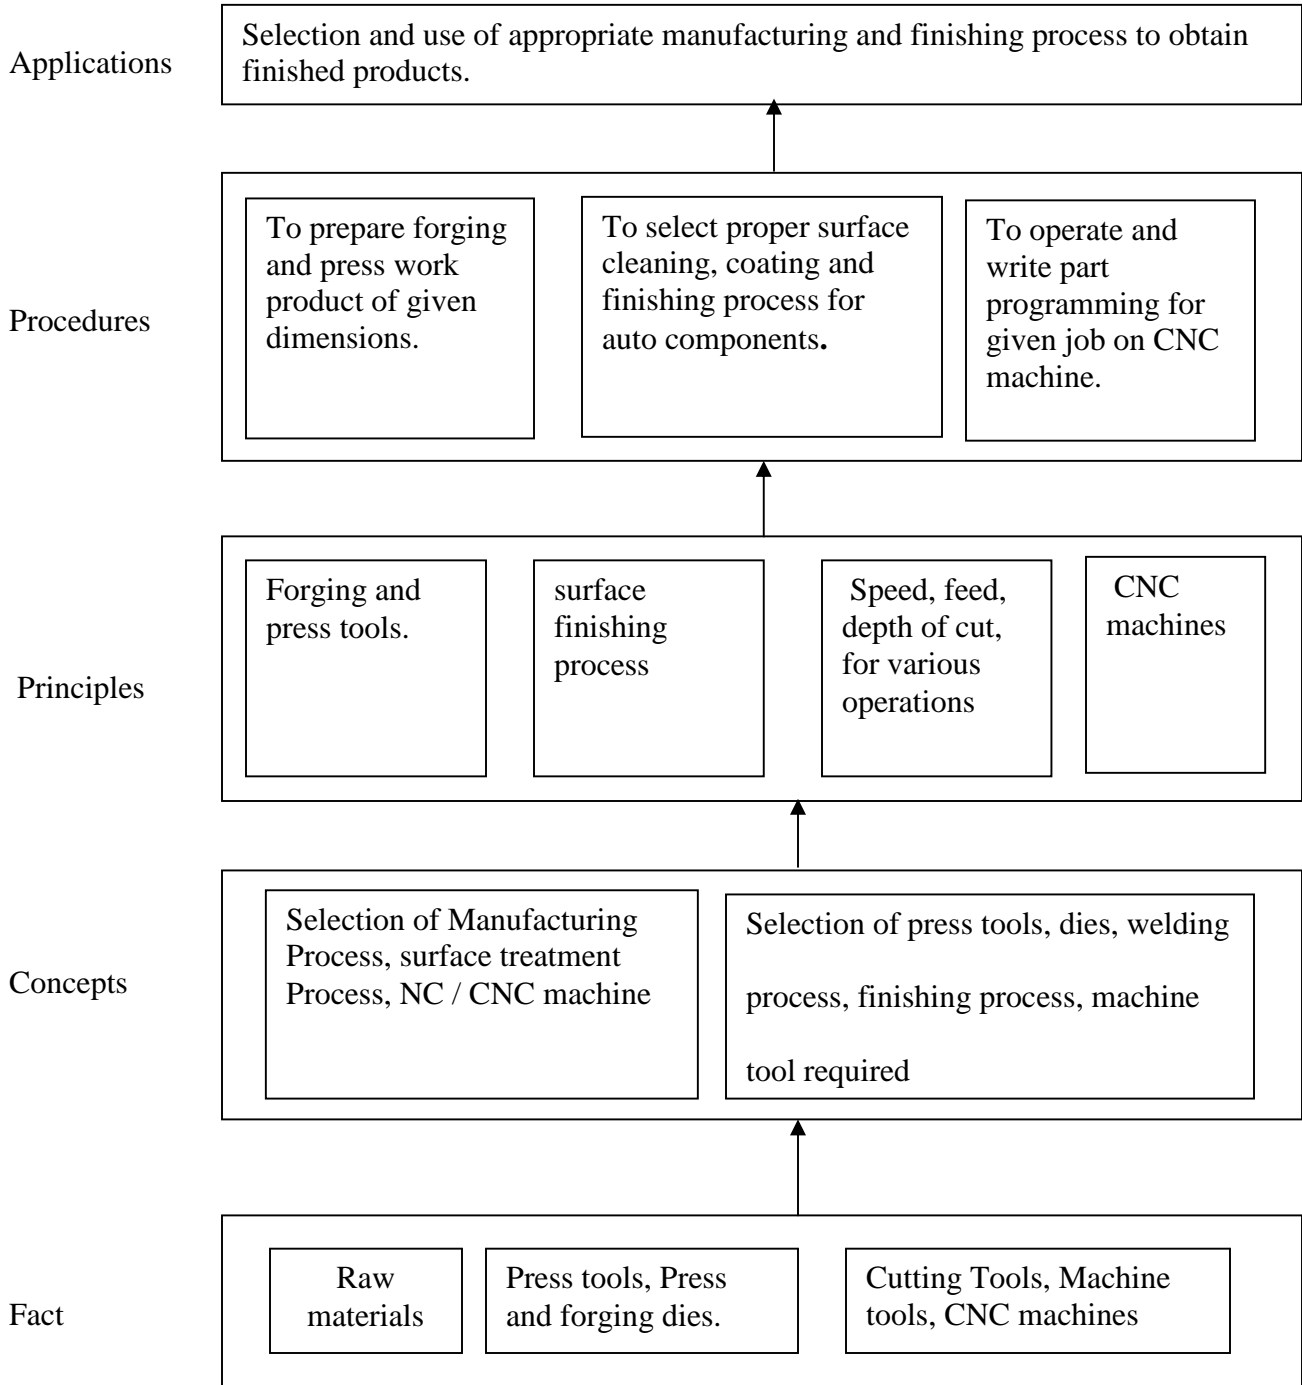 Applications
Selection and use of appropriate manufacturing and finishing process to obtain
finished products.
Procedures
To prepare forging
and press work
product of given
dimensions.
To select proper surface
cleaning, coating and
finishing process for
auto components.
To operate and
write part
programming for
given job on CNC
machine.
Principles
Forging and
press tools.
surface
finishing
process
Speed, feed,
depth of cut,
for various
operations
CNC
machines
Concepts
Selection of Manufacturing
Process, surface treatment
Process, NC / CNC machine
Selection of press tools, dies, welding
process, finishing process, machine
tool required
Fact
Raw
materials
Press tools, Press
and forging dies.
Cutting Tools, Machine
tools, CNC machines